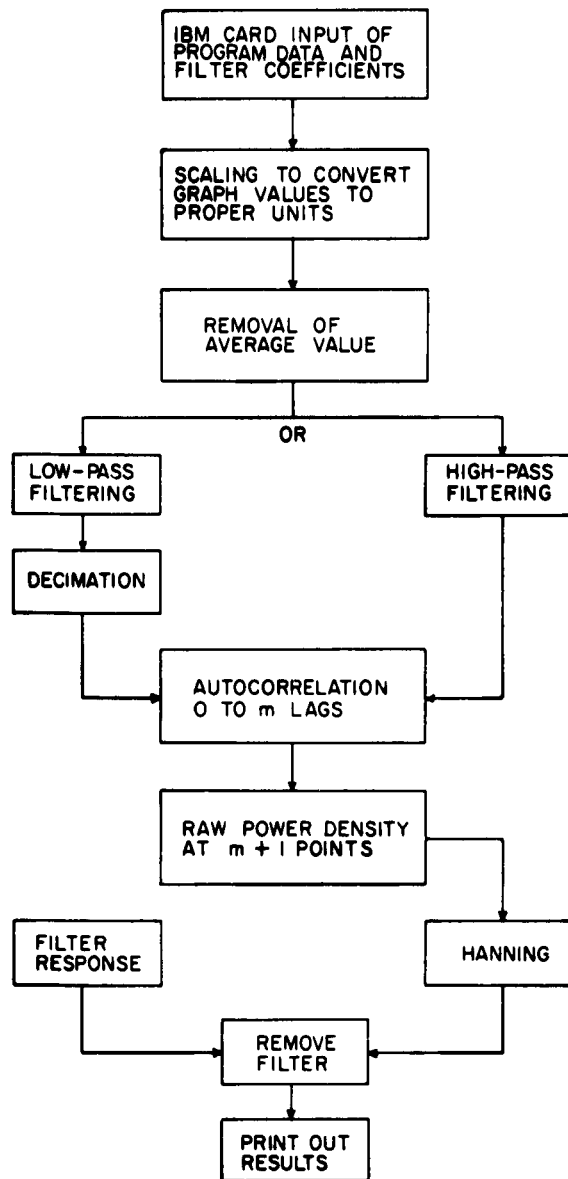 IBM CARD INPUT OF
PROGRAM DATA AND
FILTER COEFFICIENTS
SCALING TO CONVERT
GRAPH VALUES TO
PROPER UNITS
REMOVAL OF
AVERAGE VALUE
OR
LOW-PASS
FILTERING
HIGH-PASS
FILTERING
DECIMATION
AUTOCORRELATION
O TO m LAGS
RAW POWER DENSITY
AT m + I POINTS
FILTER
RESPONSE
HANNING
REMOVE
FILTER
PRINT OUT
RESULTS